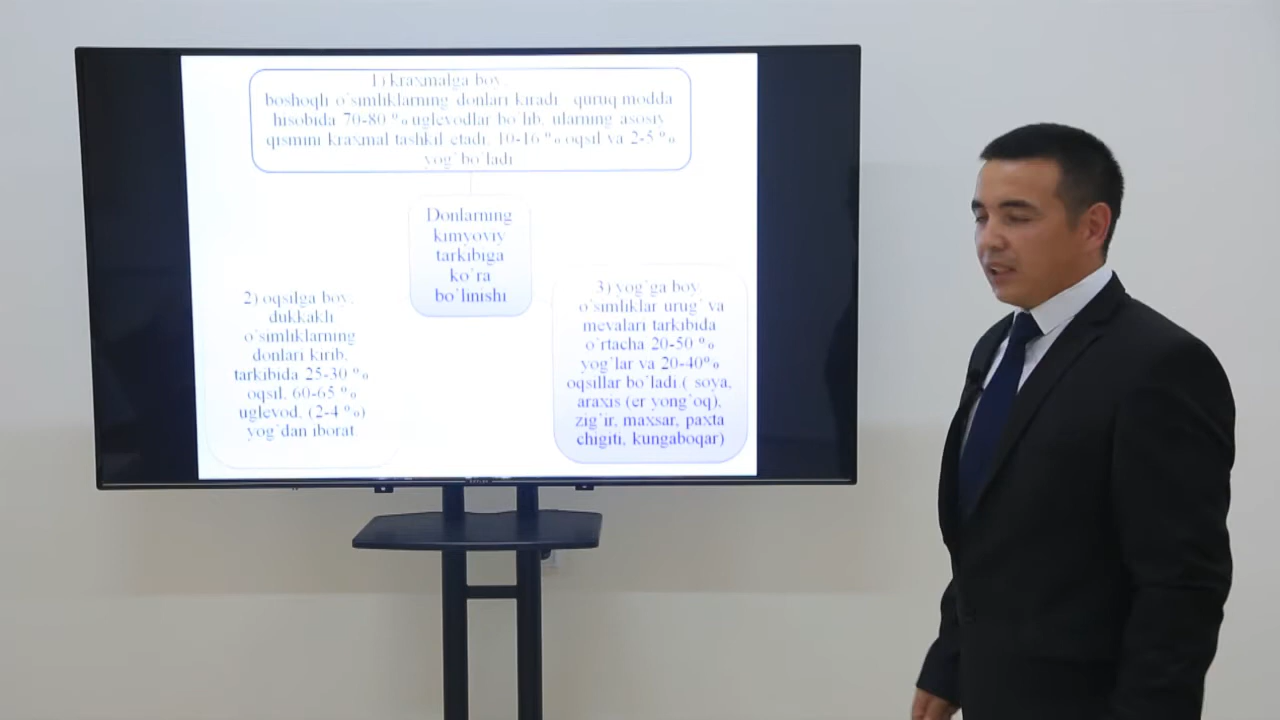 1) kraxmalga boy;
boshoqli o`simliklarning donlari kiradi quruq modda
hisobida 70-80 % uglevodlar bo`lib, ularning asosiy
qismini kraxmal tashkil etadi, 10-16 % oqsil va 2-5 %
yog` bo`ladi
Donlarning
kimyoviy
tarkibiga
ko`ra
bo`linishi
2) oqsilga boy;
dukkakli
o`simliklarning
donlari kirib,
tarkibida 25-30 %
oqsil, 60-65 %
uglevod, (2-4 %)
yog`dan iborat.
3) yog`ga boy
o`simliklar urug` va
mevalari tarkibida
o`rtacha 20-50 %
yog`lar va 20-40%
oqsillar bo`ladi ( soya,
araxis (er yong`oq),
zig`ir, maxsar, paxta
chigiti, kungaboqar)